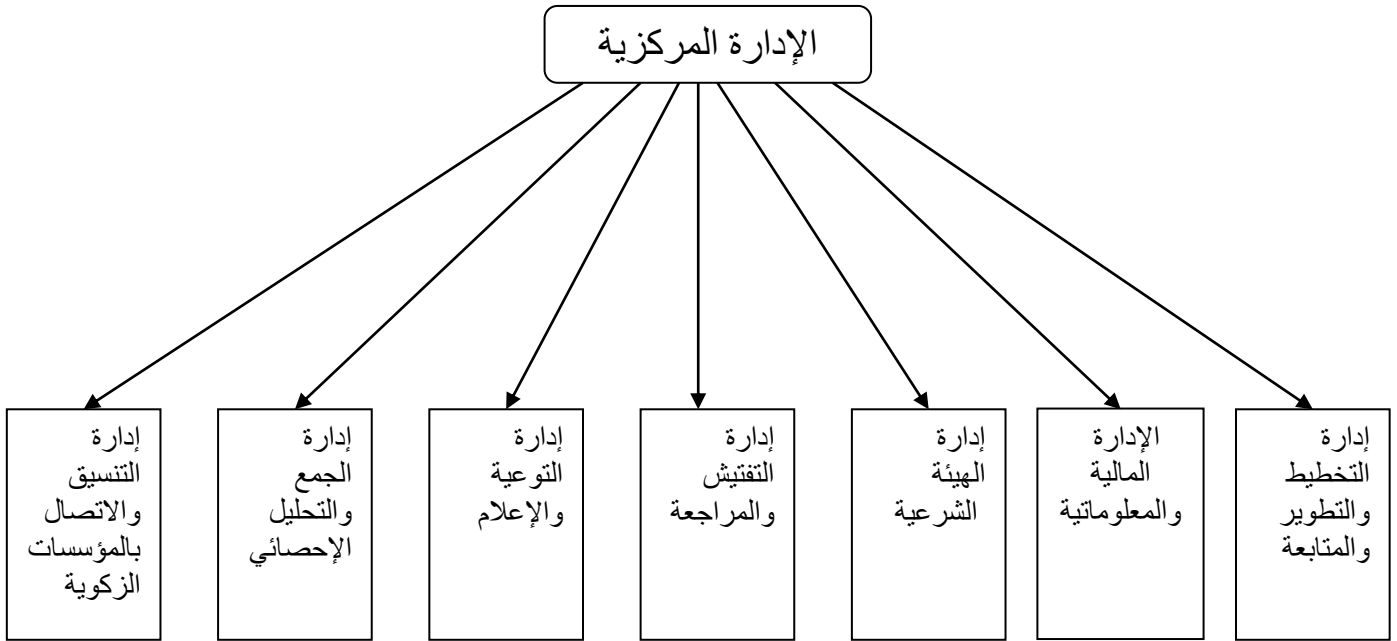 الإدارة المركزية
إدارة
التخطيط
والتطوير
والمتابعة
الإدارة
المالية
والمعلوماتية
إدارة
الهيئة
الشرعية
إدارة
التفتيش
والمراجعة
إدارة
التوعية
والإعلام
إدارة
الجمع
والتحليل
الإحصائي
إدارة
التنسيق
والاتصال
بالمؤسسات
الزكوية